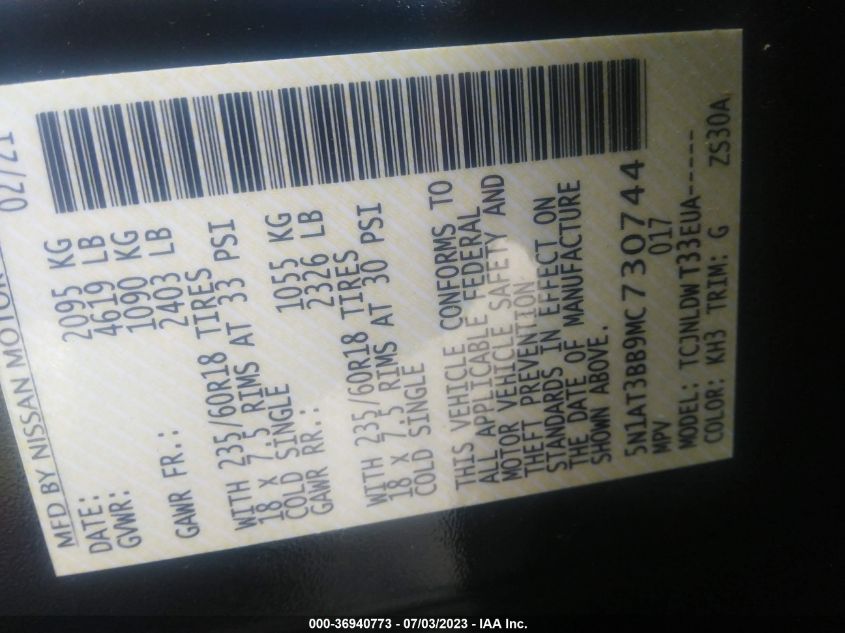 MFD BY NISSAN MOTOR
DATE: 02/21
GVWR: 2095 KG
4619 LB
GAWR FR.: 1090 KG
2403 LB
WITH 235/60R18 TIRES
18 X 7.5 RIMS AT 33 PSI
COLD SINGLE
GAWR RR.: 1055 KG
2326 LB
WITH 235/60R18 TIRES
18 X 7.5 RIMS AT 30 PSI
COLD SINGLE
THIS VEHICLE CONFORMS TO
ALL APPLICABLE FEDERAL
MOTOR VEHICLE SAFETY AND
THEFT PREVENTION
STANDARDS IN EFFECT ON
THE DATE OF MANUFACTURE
SHOWN ABOVE.
5N1AT3BB9MC730744
MPV 017
MODEL: TCJNLDW T33EUA-----
COLOR: KH3 TRIM: G ZS30A
000-36940773 - 07/03/2023 - IAA Inc.